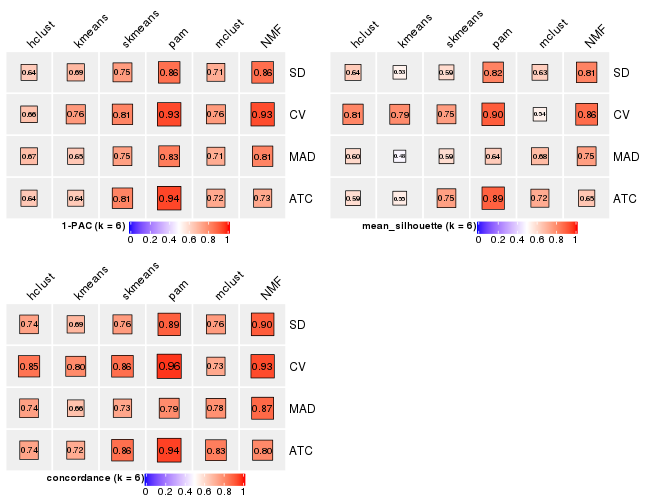 hclust kmeans skmeans pam mclust NMF
0.64 0.69 0.75 0.86 0.71 0.86 SD
0.66 0.76 0.81 0.93 0.76 0.93 CV
0.67 0.65 0.75 0.83 0.71 0.81 MAD
0.64 0.64 0.81 0.94 0.72 0.73 ATC
1-PAC (k = 6)
0 0.2 0.4 0.6 0.8 1
hclust kmeans skmeans pam mclust NMF
0.64 0.53 0.59 0.82 0.63 0.81 SD
0.81 0.79 0.75 0.90 0.54 0.86 CV
0.60 0.48 0.59 0.64 0.68 0.75 MAD
0.59 0.55 0.75 0.89 0.72 0.65 ATC
mean_silhouette (k = 6)
0 0.2 0.4 0.6 0.8 1
hclust kmeans skmeans pam mclust NMF
0.74 0.69 0.76 0.89 0.76 0.90 SD
0.85 0.80 0.86 0.96 0.73 0.93 CV
0.74 0.66 0.73 0.79 0.78 0.87 MAD
0.74 0.72 0.86 0.94 0.83 0.80 ATC
concordance (k = 6)
0 0.2 0.4 0.6 0.8 1